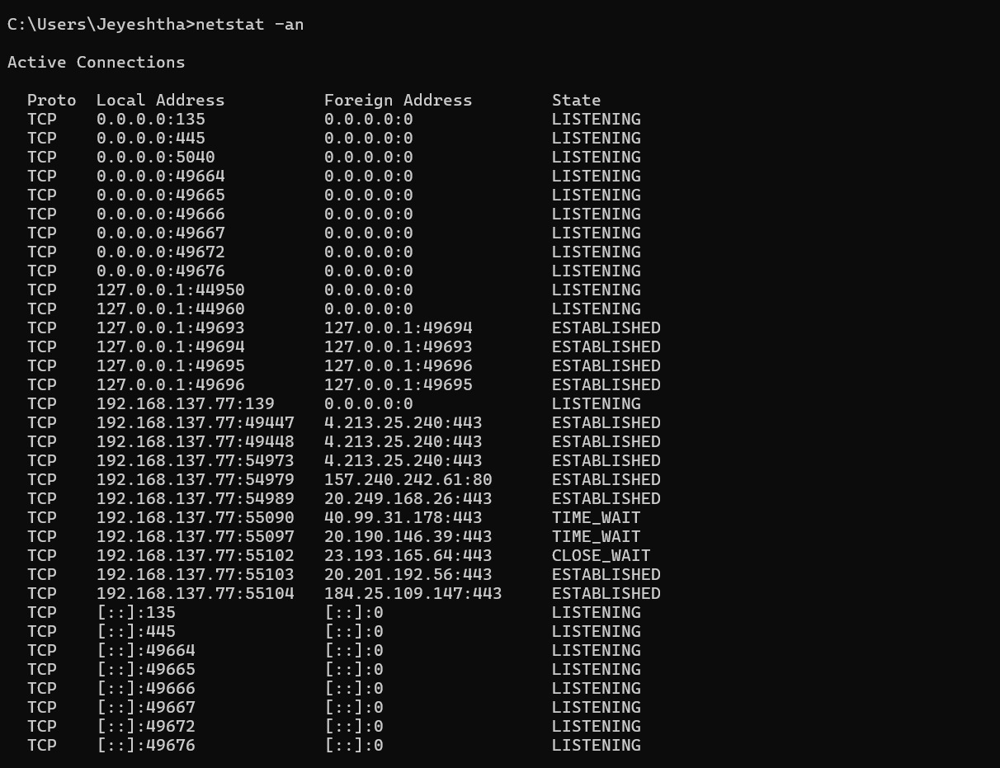 C:\Users\Jeyeshtha>netstat -an
Active Connections
Proto  Local Address          Foreign Address        State
TCP    0.0.0.0:135            0.0.0.0:0              LISTENING
TCP    0.0.0.0:445            0.0.0.0:0              LISTENING
TCP    0.0.0.0:5040           0.0.0.0:0              LISTENING
TCP    0.0.0.0:49664          0.0.0.0:0              LISTENING
TCP    0.0.0.0:49665          0.0.0.0:0              LISTENING
TCP    0.0.0.0:49666          0.0.0.0:0              LISTENING
TCP    0.0.0.0:49667          0.0.0.0:0              LISTENING
TCP    0.0.0.0:49672          0.0.0.0:0              LISTENING
TCP    0.0.0.0:49676          0.0.0.0:0              LISTENING
TCP    127.0.0.1:44950        0.0.0.0:0              LISTENING
TCP    127.0.0.1:44960        0.0.0.0:0              LISTENING
TCP    127.0.0.1:49693        127.0.0.1:49694        ESTABLISHED
TCP    127.0.0.1:49694        127.0.0.1:49693        ESTABLISHED
TCP    127.0.0.1:49695        127.0.0.1:49696        ESTABLISHED
TCP    127.0.0.1:49696        127.0.0.1:49695        ESTABLISHED
TCP    192.168.137.77:139     0.0.0.0:0              LISTENING
TCP    192.168.137.77:49447   4.213.25.240:443       ESTABLISHED
TCP    192.168.137.77:49448   4.213.25.240:443       ESTABLISHED
TCP    192.168.137.77:54973   4.213.25.240:443       ESTABLISHED
TCP    192.168.137.77:54979   157.240.242.61:80      ESTABLISHED
TCP    192.168.137.77:54989   20.249.168.26:443      ESTABLISHED
TCP    192.168.137.77:55090   40.99.31.178:443       TIME_WAIT
TCP    192.168.137.77:55097   20.190.146.39:443      TIME_WAIT
TCP    192.168.137.77:55102   23.193.165.64:443      CLOSE_WAIT
TCP    192.168.137.77:55103   20.201.192.56:443      ESTABLISHED
TCP    192.168.137.77:55104   184.25.109.147:443     ESTABLISHED
TCP    [::]:135               [::]:0                 LISTENING
TCP    [::]:445               [::]:0                 LISTENING
TCP    [::]:49664             [::]:0                 LISTENING
TCP    [::]:49665             [::]:0                 LISTENING
TCP    [::]:49666             [::]:0                 LISTENING
TCP    [::]:49667             [::]:0                 LISTENING
TCP    [::]:49672             [::]:0                 LISTENING
TCP    [::]:49676             [::]:0                 LISTENING